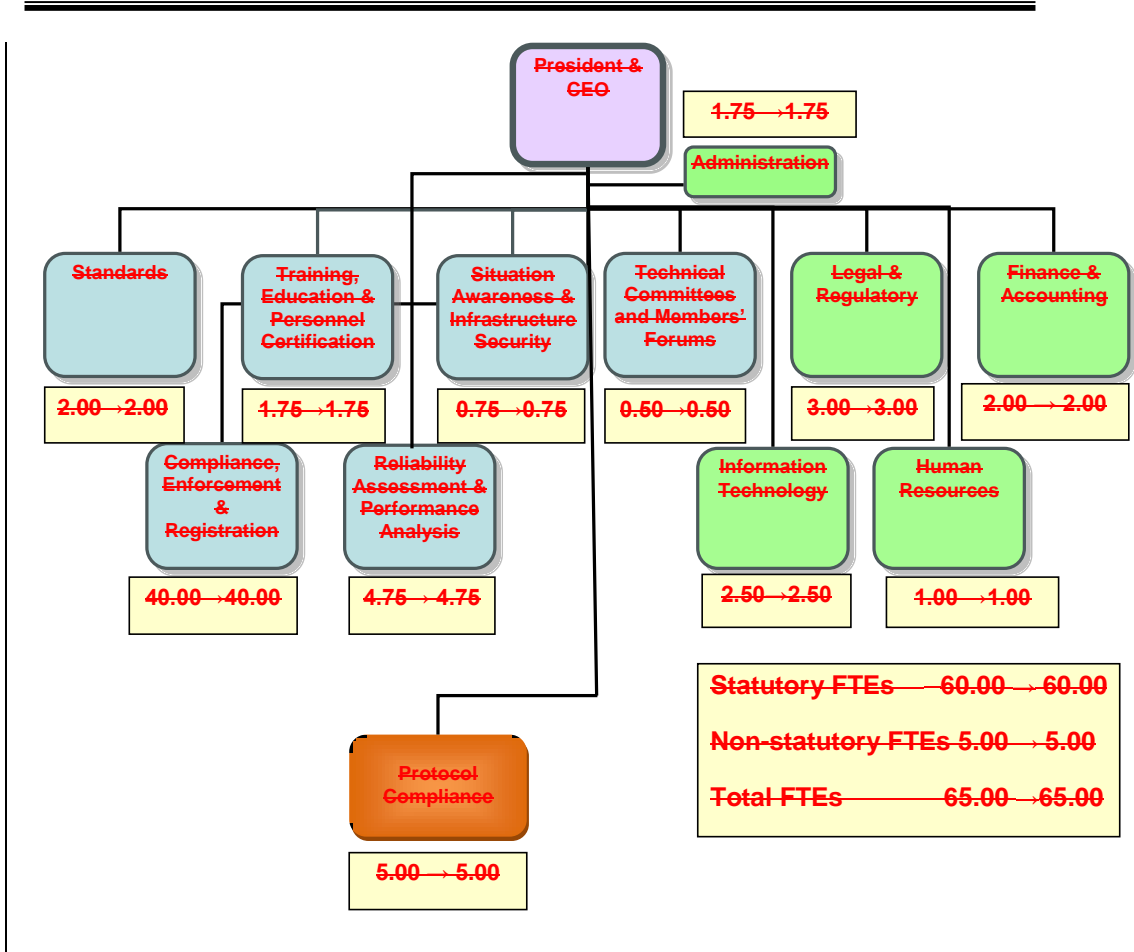 President &
CEO
1.75 →1.75
Administration
Standards
Training,
Education &
Personnel
Certification
Situation
Awareness &
Infrastructure
Security
Technical
Committees
and Members’
Forums
Legal &
Regulatory
Finance &
Accounting
2.00 →2.00
1.75 →1.75
0.75 →0.75
0.50 →0.50
3.00 →3.00
2.00 → 2.00
Compliance,
Enforcement
&
Registration
Reliability
Assessment &
Performance
Analysis
Information
Technology
Human
Resources
40.00 →40.00
4.75 → 4.75
2.50 →2.50
1.00 →1.00
Statutory FTEs 60.00 → 60.00
Non-statutory FTEs 5.00 → 5.00
Total FTEs 65.00 →65.00
Protocol
Compliance
5.00 → 5.00